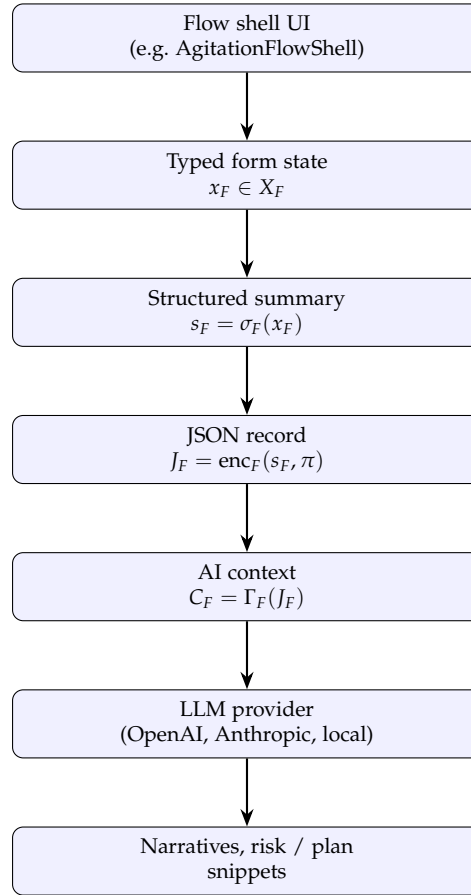 Flow shell UI
(e.g. AgitationFlowShell)
Typed form state
x_F ∈ X_F
Structured summary
s_F = σ_F(x_F)
JSON record
J_F = enc_F(s_F, π)
AI context
C_F = Γ_F(J_F)
LLM provider
(OpenAI, Anthropic, local)
Narratives, risk / plan
snippets